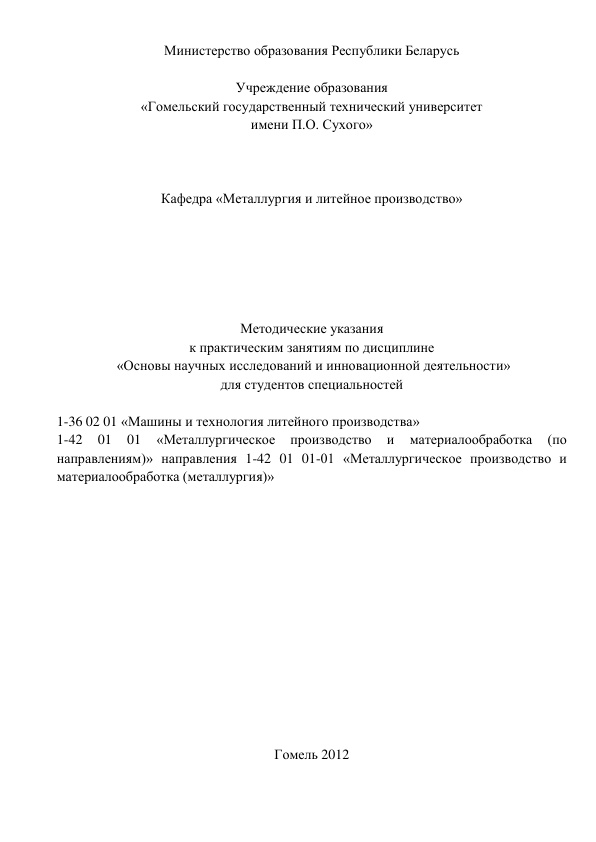 Министерство образования Республики Беларусь
Учреждение образования
«Гомельский государственный технический университет
имени П.О. Сухого»
Кафедра «Металлургия и литейное производство»
Методические указания
к практическим занятиям по дисциплине
«Основы научных исследований и инновационной деятельности»
для студентов специальностей
1-36 02 01 «Машины и технология литейного производства»
1-42 01 01 «Металлургическое производство и материалообработка (по
направлениям)» направления 1-42 01 01-01 «Металлургическое производство и
материалообработка (металлургия)»
Гомель 2012